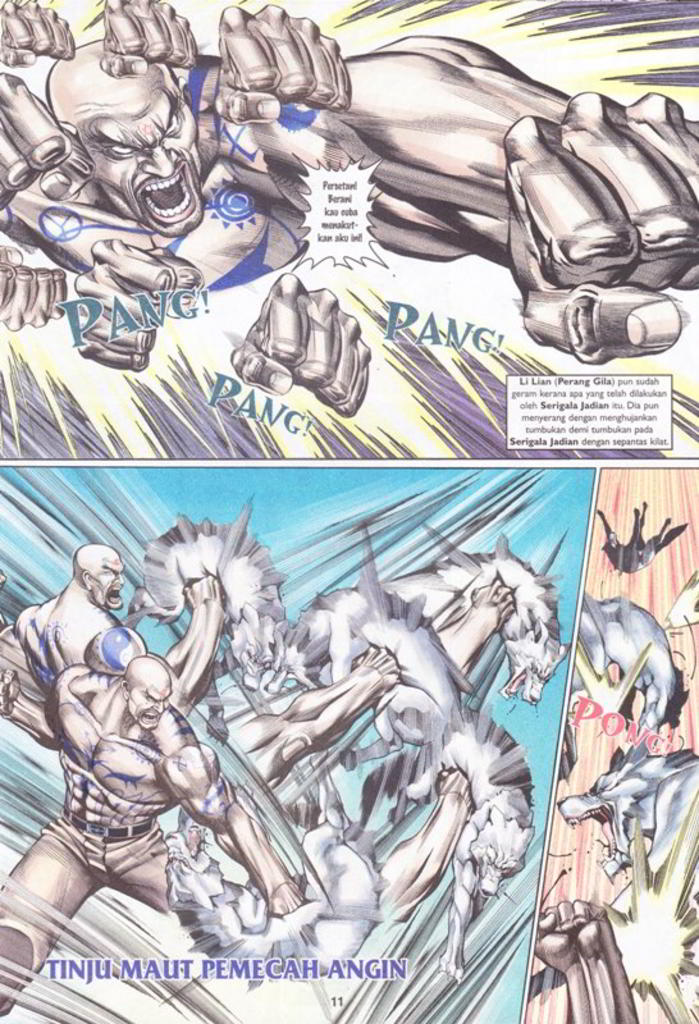 Persetan!
Berani
kau cuba
menakut-
kan aku ini!
PANG!
PANG!
PANG!
Li Lian (Perang Gila) pun sudah
geram kerana apa yang telah dilakukan
oleh Serigala Jadian itu. Dia pun
menyerang dengan menghujankan
tumbukan demi tumbukan pada
Serigala Jadian dengan sepantas kilat.
PONG!
TINJU MAUT PEMECAH ANGIN
11